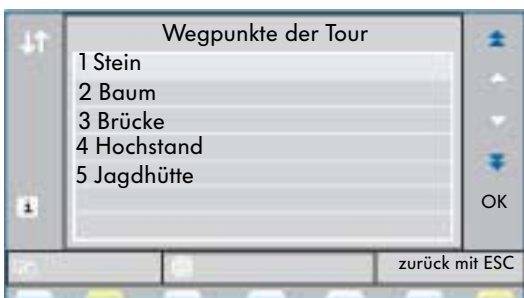 Wegpunkte der Tour
1 Stein
2 Baum
3 Brücke
4 Hochstand
5 Jagdhütte
i
OK
zurück mit ESC